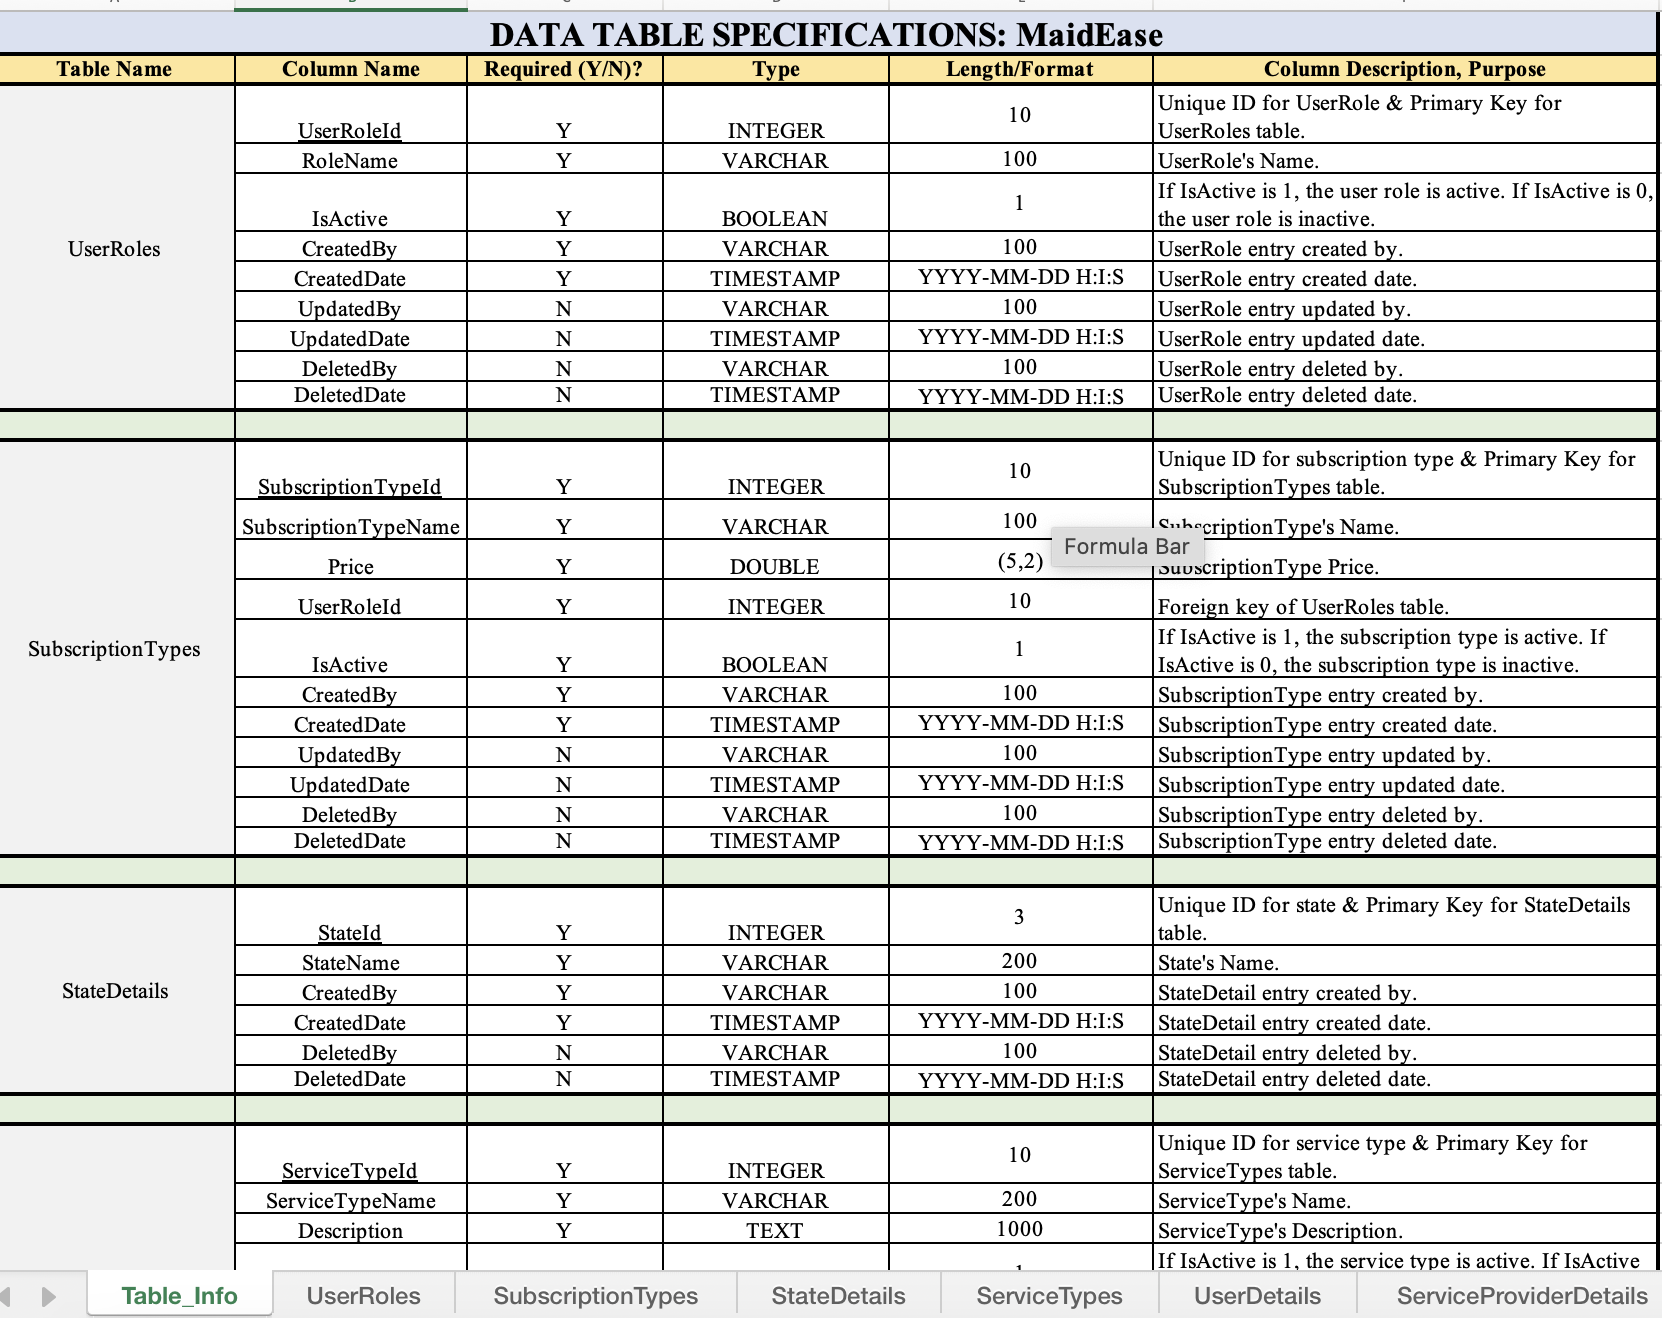 DATA TABLE SPECIFICATIONS: MaidEase
Table Name Column Name Required (Y/N)? Type Length/Format Column Description, Purpose
UserRoles
UserRoleId Y INTEGER 10 Unique ID for UserRole & Primary Key for
UserRoles table.
RoleName Y VARCHAR 100 UserRole's Name.
IsActive Y BOOLEAN 1 If IsActive is 1, the user role is active. If IsActive is 0,
the user role is inactive.
CreatedBy Y VARCHAR 100 UserRole entry created by.
CreatedDate Y TIMESTAMP YYYY-MM-DD H:I:S UserRole entry created date.
UpdatedBy N VARCHAR 100 UserRole entry updated by.
UpdatedDate N TIMESTAMP YYYY-MM-DD H:I:S UserRole entry updated date.
DeletedBy N VARCHAR 100 UserRole entry deleted by.
DeletedDate N TIMESTAMP YYYY-MM-DD H:I:S UserRole entry deleted date.
SubscriptionTypes
SubscriptionTypeId Y INTEGER 10 Unique ID for subscription type & Primary Key for
SubscriptionTypes table.
SubscriptionTypeName Y VARCHAR 100 SubscriptionType's Name.
Formula Bar
Price Y DOUBLE (5,2) SubscriptionType Price.
UserRoleId Y INTEGER 10 Foreign key of UserRoles table.
IsActive Y BOOLEAN 1 If IsActive is 1, the subscription type is active. If
IsActive is 0, the subscription type is inactive.
CreatedBy Y VARCHAR 100 SubscriptionType entry created by.
CreatedDate Y TIMESTAMP YYYY-MM-DD H:I:S SubscriptionType entry created date.
UpdatedBy N VARCHAR 100 SubscriptionType entry updated by.
UpdatedDate N TIMESTAMP YYYY-MM-DD H:I:S SubscriptionType entry updated date.
DeletedBy N VARCHAR 100 SubscriptionType entry deleted by.
DeletedDate N TIMESTAMP YYYY-MM-DD H:I:S SubscriptionType entry deleted date.
StateDetails
StateId Y INTEGER 3 Unique ID for state & Primary Key for StateDetails
table.
StateName Y VARCHAR 200 State's Name.
CreatedBy Y VARCHAR 100 StateDetail entry created by.
CreatedDate Y TIMESTAMP YYYY-MM-DD H:I:S StateDetail entry created date.
DeletedBy N VARCHAR 100 StateDetail entry deleted by.
DeletedDate N TIMESTAMP YYYY-MM-DD H:I:S StateDetail entry deleted date.
ServiceTypeId Y INTEGER 10 Unique ID for service type & Primary Key for
ServiceTypes table.
ServiceTypeName Y VARCHAR 200 ServiceType's Name.
Description Y TEXT 1000 ServiceType's Description.
1 If IsActive is 1, the service type is active. If IsActive
Table_Info UserRoles SubscriptionTypes StateDetails ServiceTypes UserDetails ServiceProviderDetails